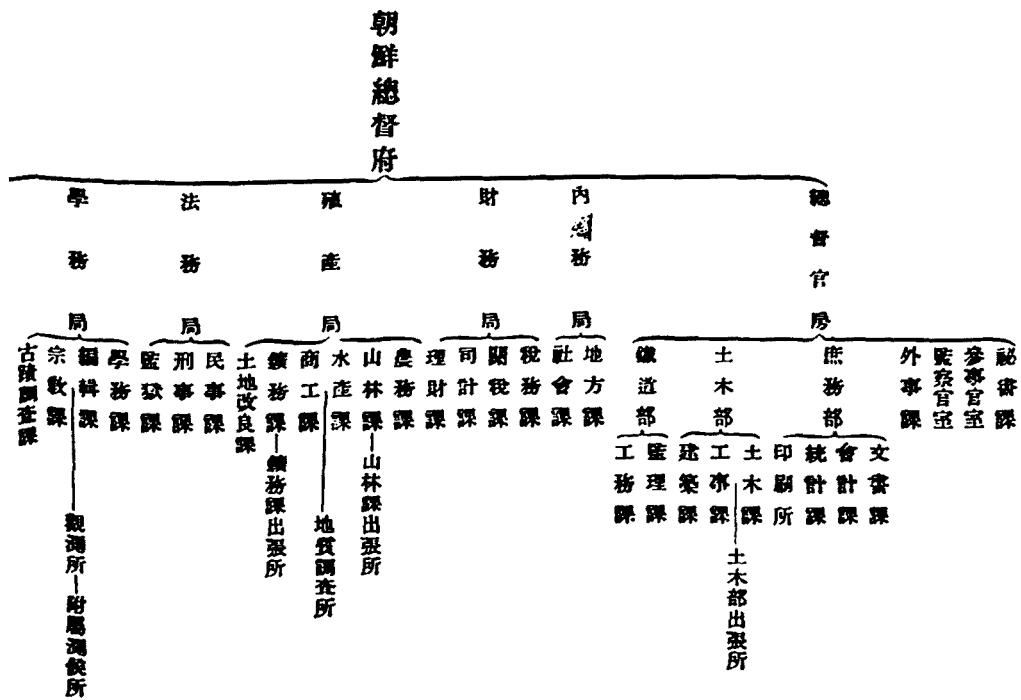 朝鮮總督府
總督官房
祕書課
參事官室
監察官室
外事課
庶務部
文書課
會計課
統計課
印刷所
土木部
土木課
工事課
建築課
土木部出張所
鐵道部
監理課
工務課
內務局
地方課
社會課
財務局
稅務課
關稅課
司計課
理財課
殖產局
農務課
山林課
山林課出張所
水產課
商工課
地質調査所
鑛務課
鑛務課出張所
土地改良課
法務局
民事課
刑事課
監獄課
學務局
學務課
編輯課
宗敎課
古蹟調査課
觀測所
附屬測候所